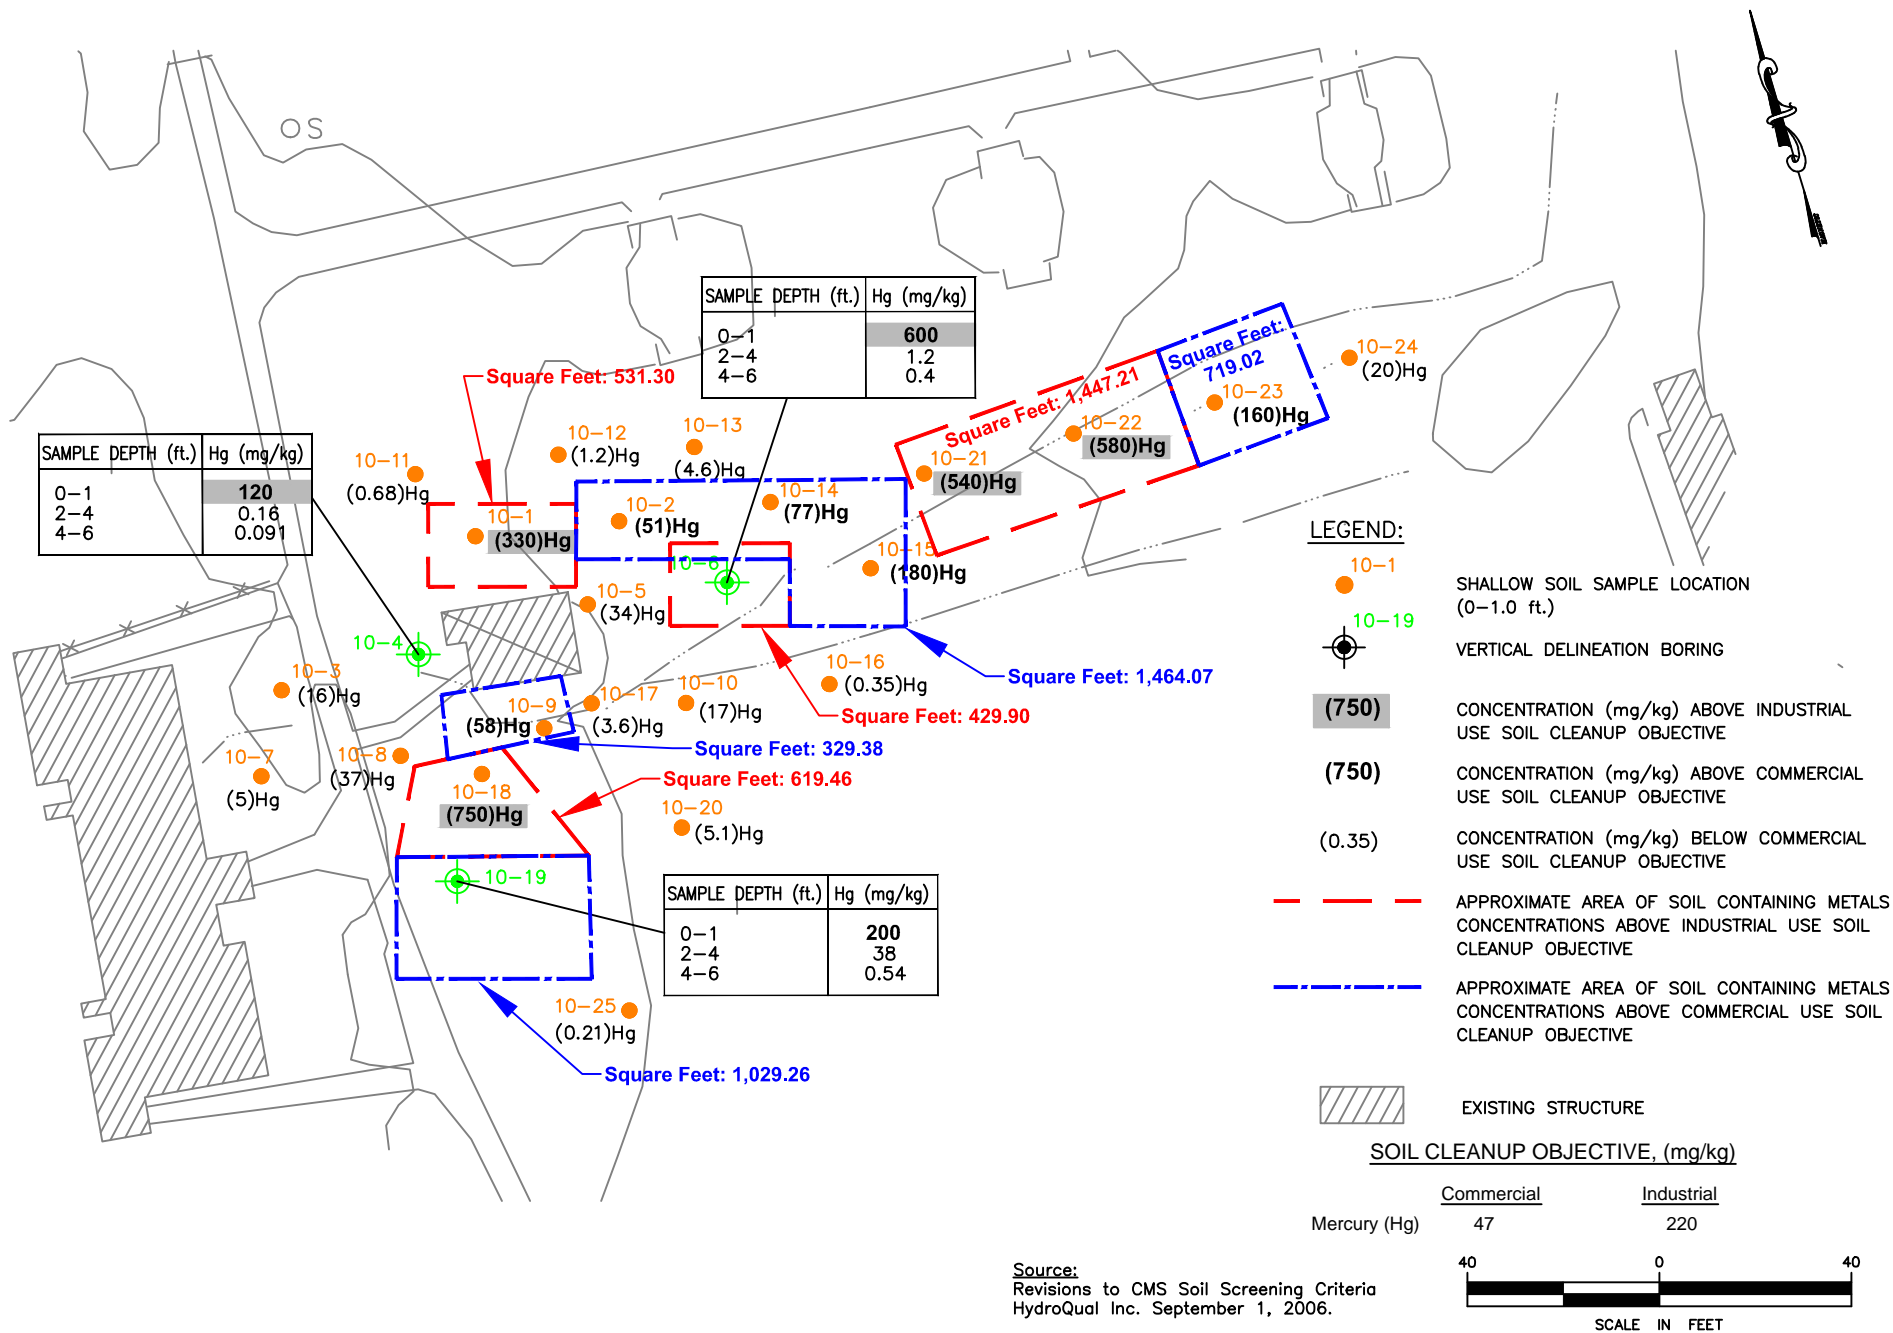 OS
SAMPLE DEPTH (ft.) Hg (mg/kg)
0-1 600
2-4 1.2
4-6 0.4
Square Feet: 531.30
Square Feet: 1,447.21
Square Feet:
719.02
10-24
(20)Hg
10-23
(160)Hg
10-22
(580)Hg
10-21
(540)Hg
SAMPLE DEPTH (ft.) Hg (mg/kg)
0-1 120
2-4 0.16
4-6 0.091
10-11
(0.68)Hg
10-12
(1.2)Hg
10-13
(4.6)Hg
10-1
(330)Hg
10-2
(51)Hg
10-14
(77)Hg
10-15
(180)Hg
10-6
10-5
(34)Hg
10-4
10-3
(16)Hg
10-16
(0.35)Hg
10-10
(17)Hg
10-17
(3.6)Hg
10-9
(58)Hg
Square Feet: 1,464.07
Square Feet: 429.90
Square Feet: 329.38
Square Feet: 619.46
10-7
(5)Hg
10-8
(37)Hg
10-18
(750)Hg
10-20
(5.1)Hg
10-19
SAMPLE DEPTH (ft.) Hg (mg/kg)
0-1 200
2-4 38
4-6 0.54
10-25
(0.21)Hg
Square Feet: 1,029.26
LEGEND:
10-1
SHALLOW SOIL SAMPLE LOCATION
(0-1.0 ft.)
10-19
VERTICAL DELINEATION BORING
(750)
CONCENTRATION (mg/kg) ABOVE INDUSTRIAL
USE SOIL CLEANUP OBJECTIVE
(750)
CONCENTRATION (mg/kg) ABOVE COMMERCIAL
USE SOIL CLEANUP OBJECTIVE
(0.35)
CONCENTRATION (mg/kg) BELOW COMMERCIAL
USE SOIL CLEANUP OBJECTIVE
APPROXIMATE AREA OF SOIL CONTAINING METALS
CONCENTRATIONS ABOVE INDUSTRIAL USE SOIL
CLEANUP OBJECTIVE
APPROXIMATE AREA OF SOIL CONTAINING METALS
CONCENTRATIONS ABOVE COMMERCIAL USE SOIL
CLEANUP OBJECTIVE
EXISTING STRUCTURE
SOIL CLEANUP OBJECTIVE, (mg/kg)
Commercial Industrial
Mercury (Hg) 47 220
Source:
Revisions to CMS Soil Screening Criteria
HydroQual Inc. September 1, 2006.
40 0 40
SCALE IN FEET